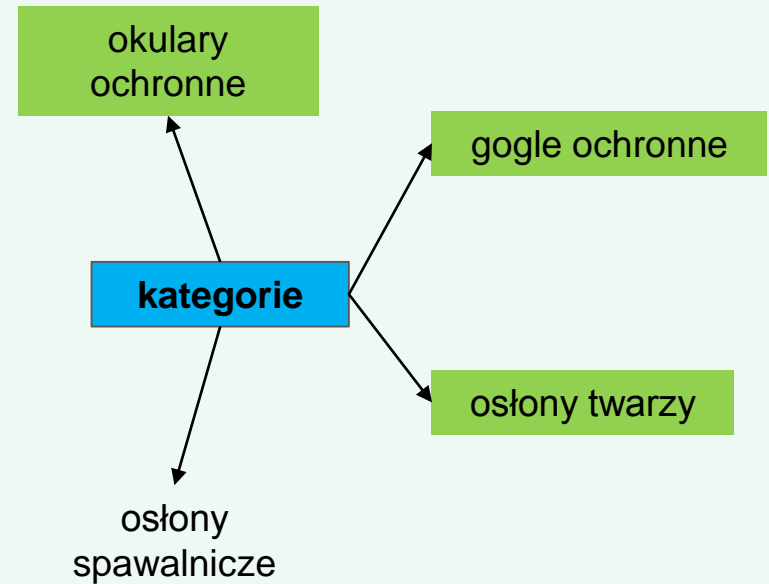 okulary
ochronne
gogle ochronne
kategorie
osłony twarzy
osłony
spawalnicze